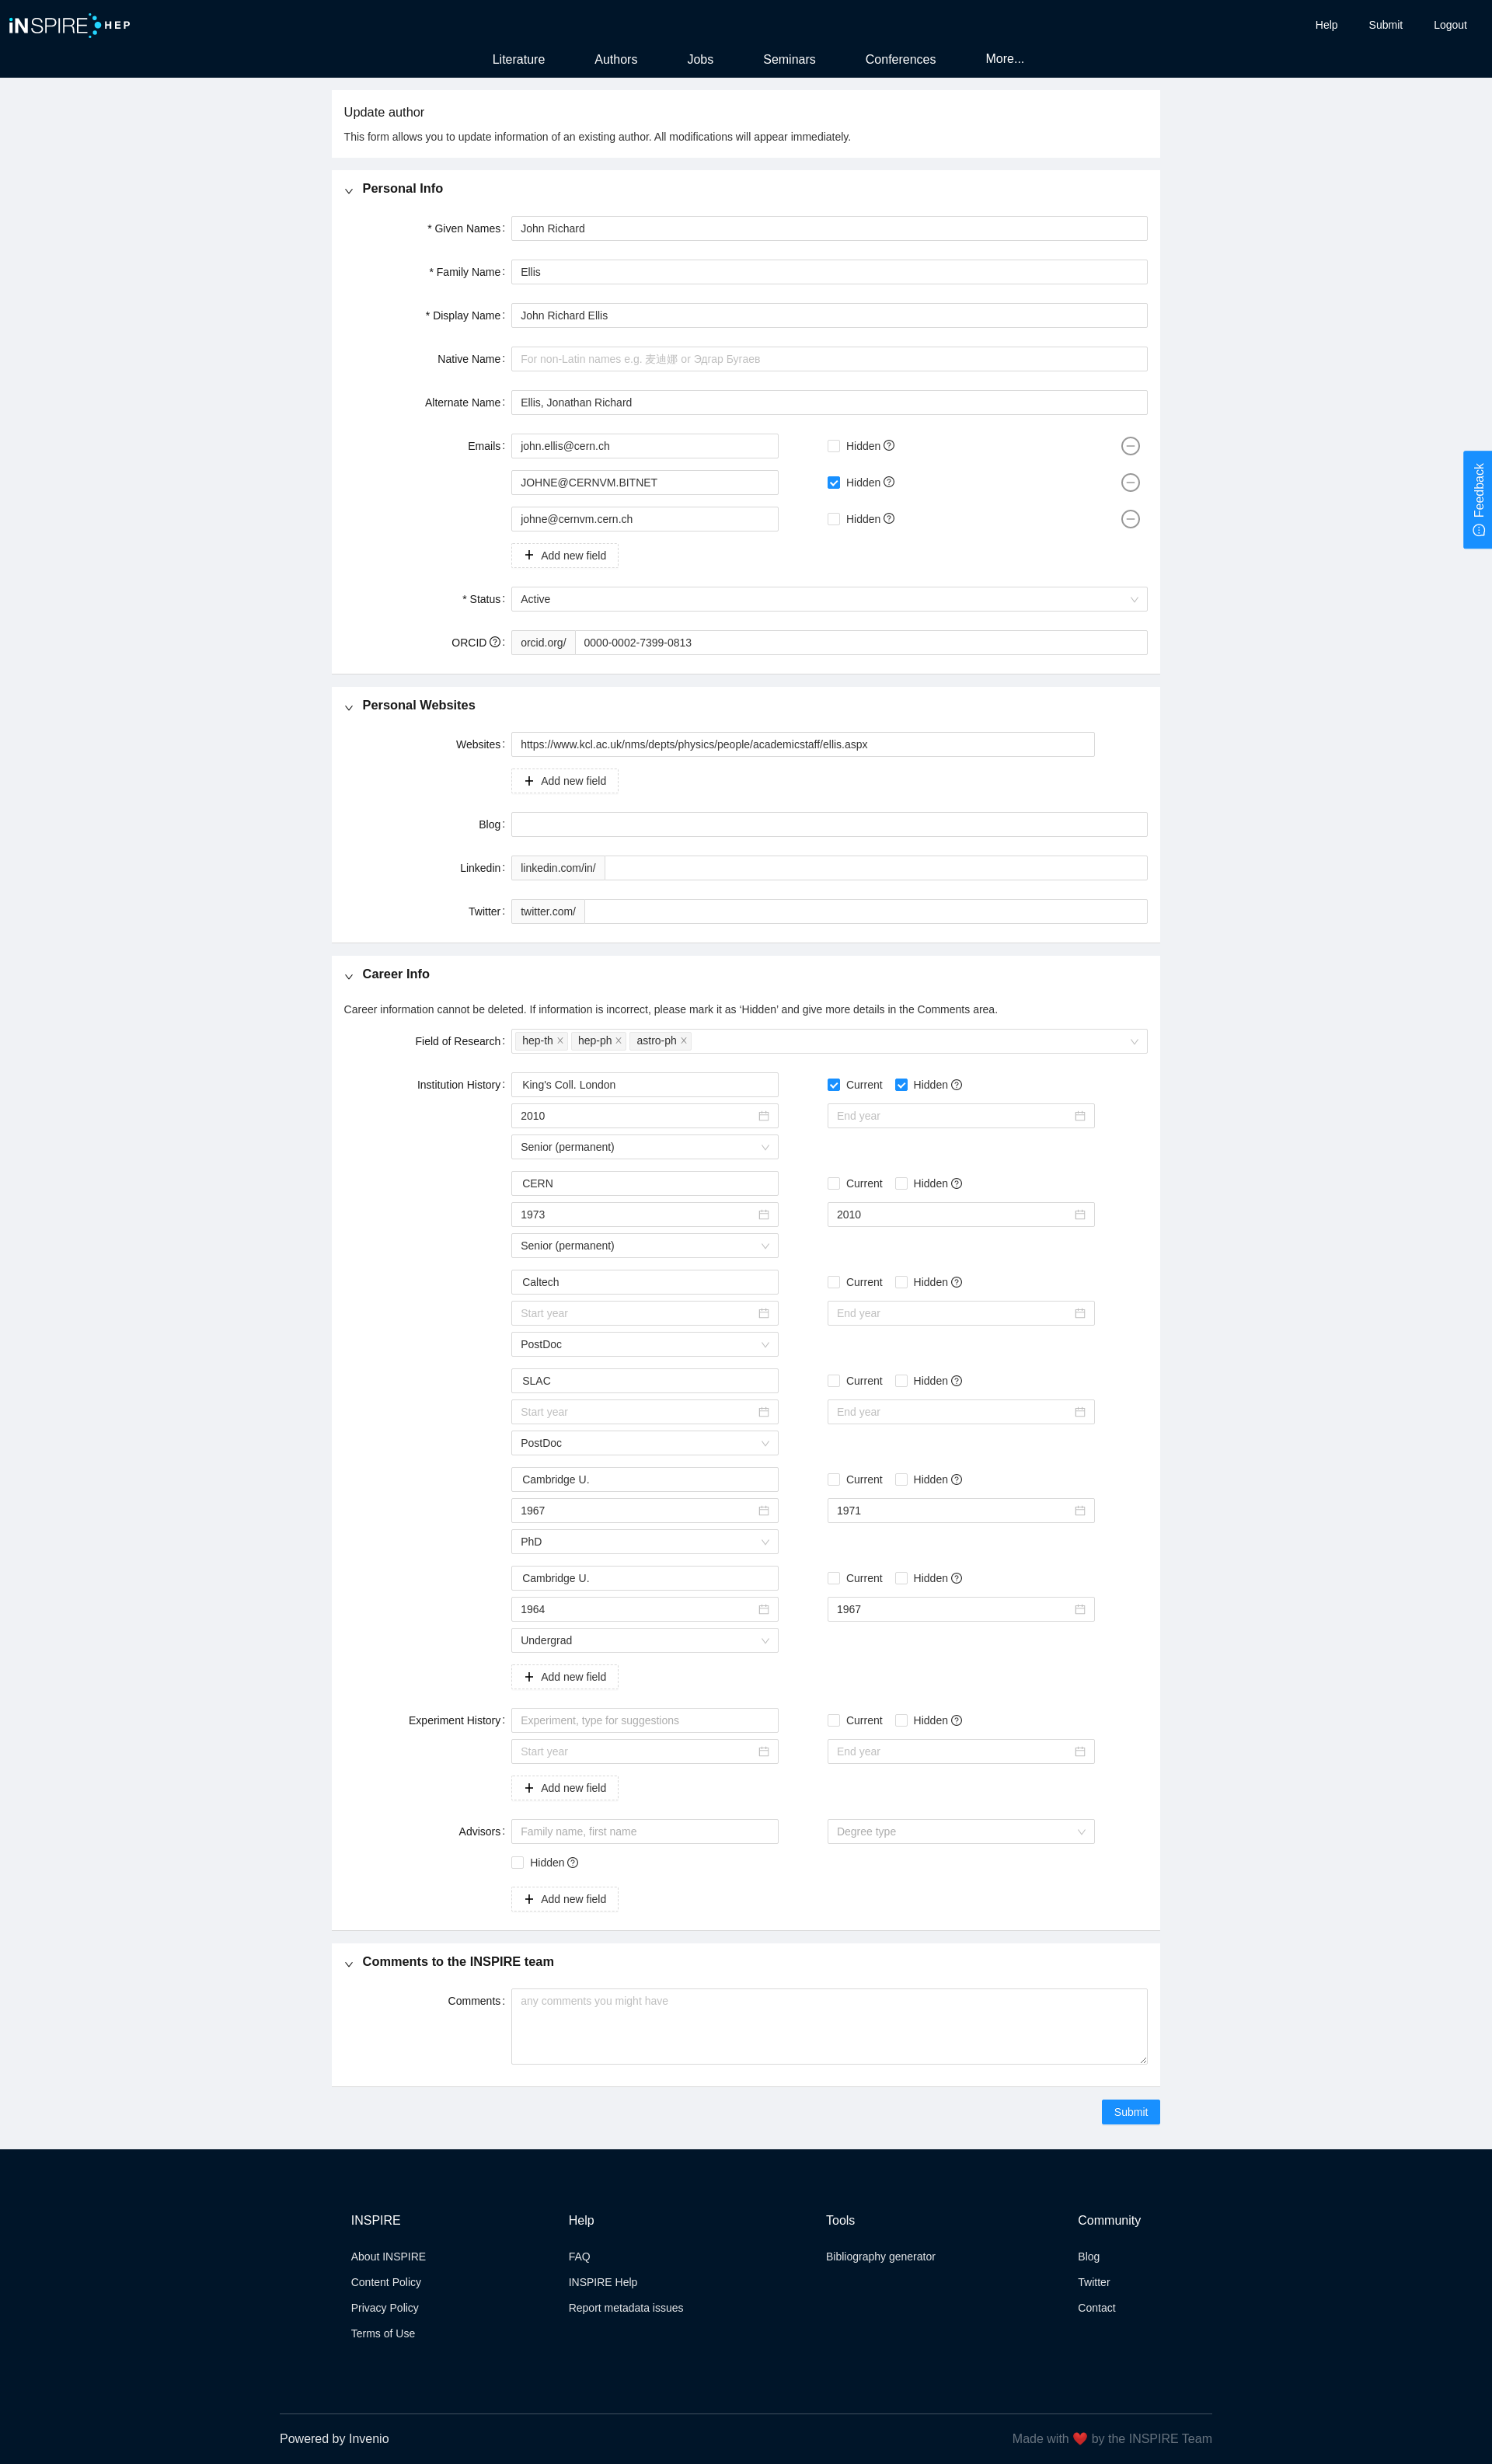 iNSPIRE HEP
Help Submit Logout
Literature Authors Jobs Seminars Conferences More...
Update author
This form allows you to update information of an existing author. All modifications will appear immediately.
Personal Info
* Given Names: John Richard
* Family Name: Ellis
* Display Name: John Richard Ellis
Native Name: For non-Latin names e.g. 麦迪娜 or Эдгар Бугаев
Alternate Name: Ellis, Jonathan Richard
Emails: john.ellis@cern.ch Hidden
JOHNE@CERNVM.BITNET Hidden
johne@cernvm.cern.ch Hidden
Add new field
Feedback
* Status: Active
ORCID : orcid.org/ 0000-0002-7399-0813
Personal Websites
Websites: https://www.kcl.ac.uk/nms/depts/physics/people/academicstaff/ellis.aspx
Add new field
Blog:
Linkedin: linkedin.com/in/
Twitter: twitter.com/
Career Info
Career information cannot be deleted. If information is incorrect, please mark it as ‘Hidden’ and give more details in the Comments area.
Field of Research: hep-th hep-ph astro-ph
Institution History: King's Coll. London Current Hidden
2010 End year
Senior (permanent)
CERN Current Hidden
1973 2010
Senior (permanent)
Caltech Current Hidden
Start year End year
PostDoc
SLAC Current Hidden
Start year End year
PostDoc
Cambridge U. Current Hidden
1967 1971
PhD
Cambridge U. Current Hidden
1964 1967
Undergrad
Add new field
Experiment History: Experiment, type for suggestions Current Hidden
Start year End year
Add new field
Advisors: Family name, first name Degree type
Hidden
Add new field
Comments to the INSPIRE team
Comments: any comments you might have
Submit
INSPIRE Help Tools Community
About INSPIRE FAQ Bibliography generator Blog
Content Policy INSPIRE Help Twitter
Privacy Policy Report metadata issues Contact
Terms of Use
Powered by Invenio Made with ❤️ by the INSPIRE Team